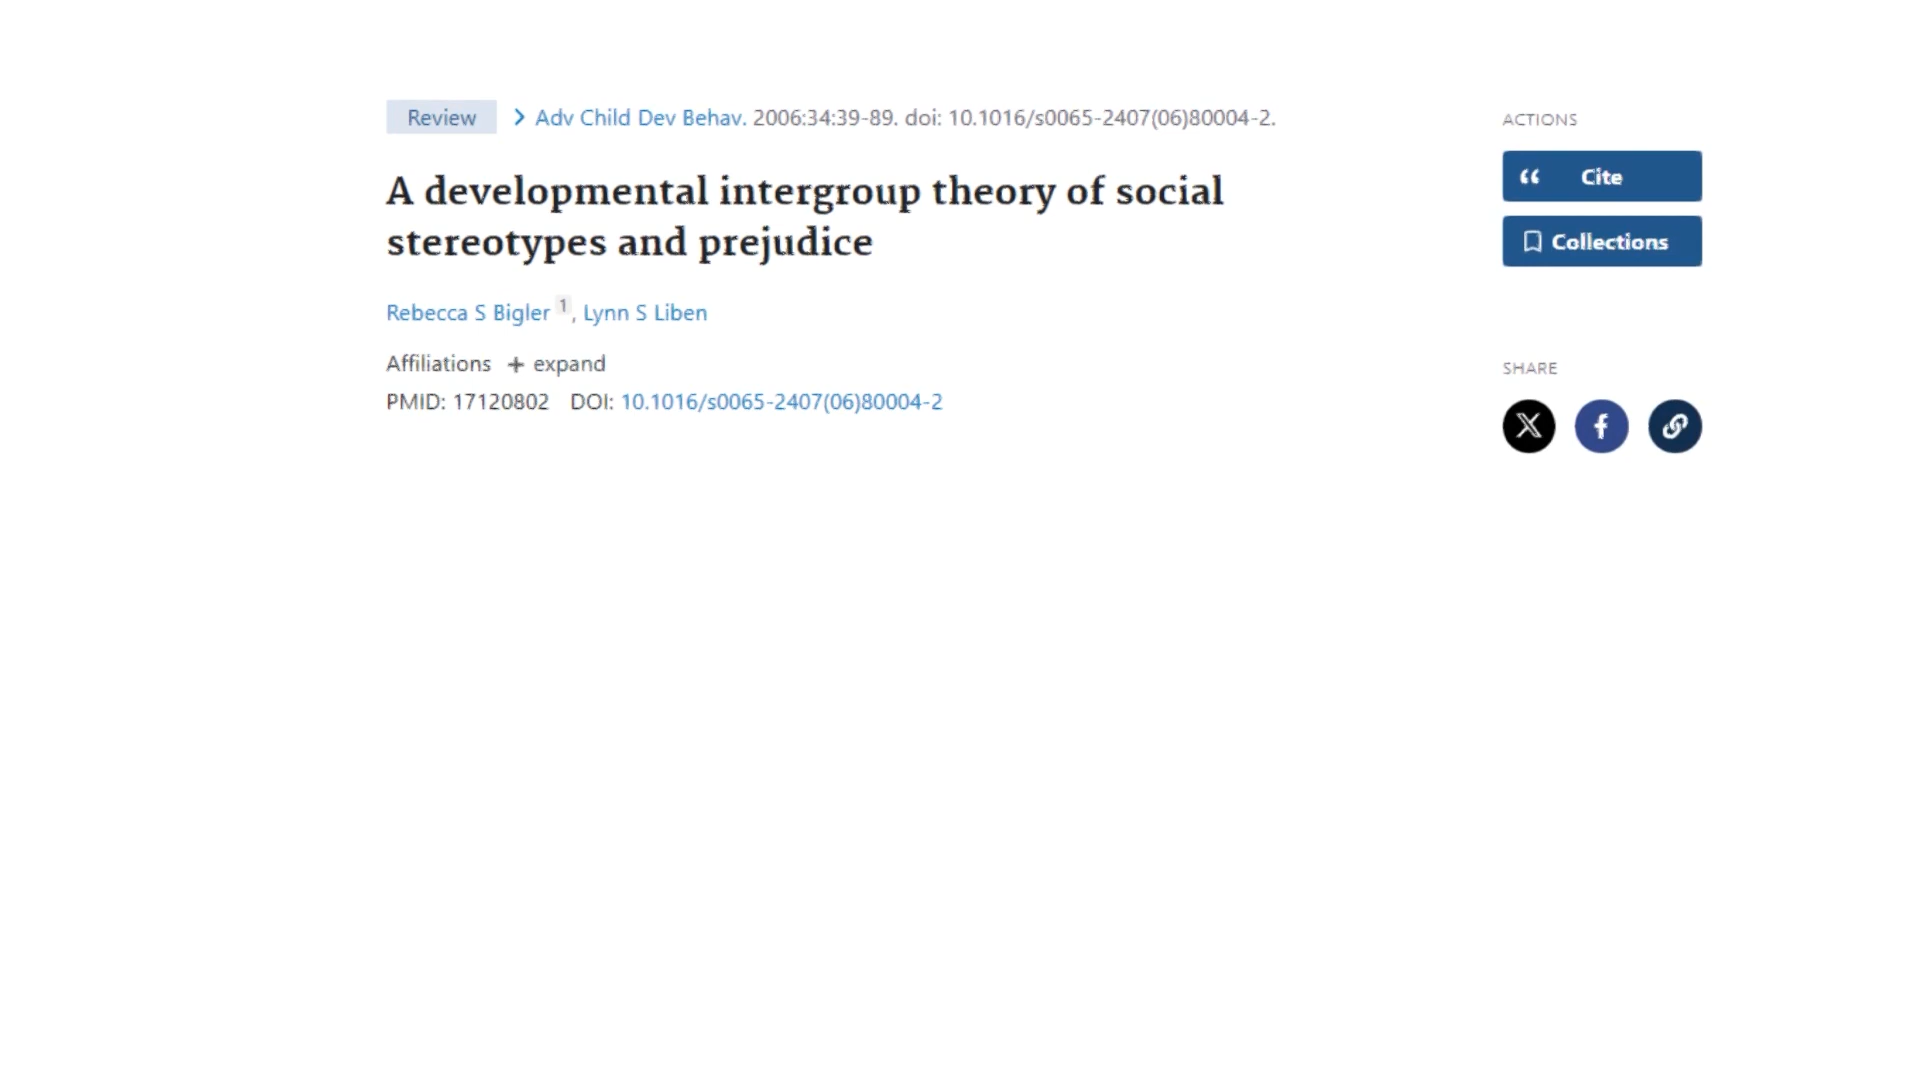 Review Adv Child Dev Behav. 2006:34:39-89. doi: 10.1016/s0065-2407(06)80004-2.
A developmental intergroup theory of social
stereotypes and prejudice
Rebecca S Bigler 1, Lynn S Liben
Affiliations + expand
PMID: 17120802 DOI: 10.1016/s0065-2407(06)80004-2
ACTIONS
Cite
Collections
SHARE